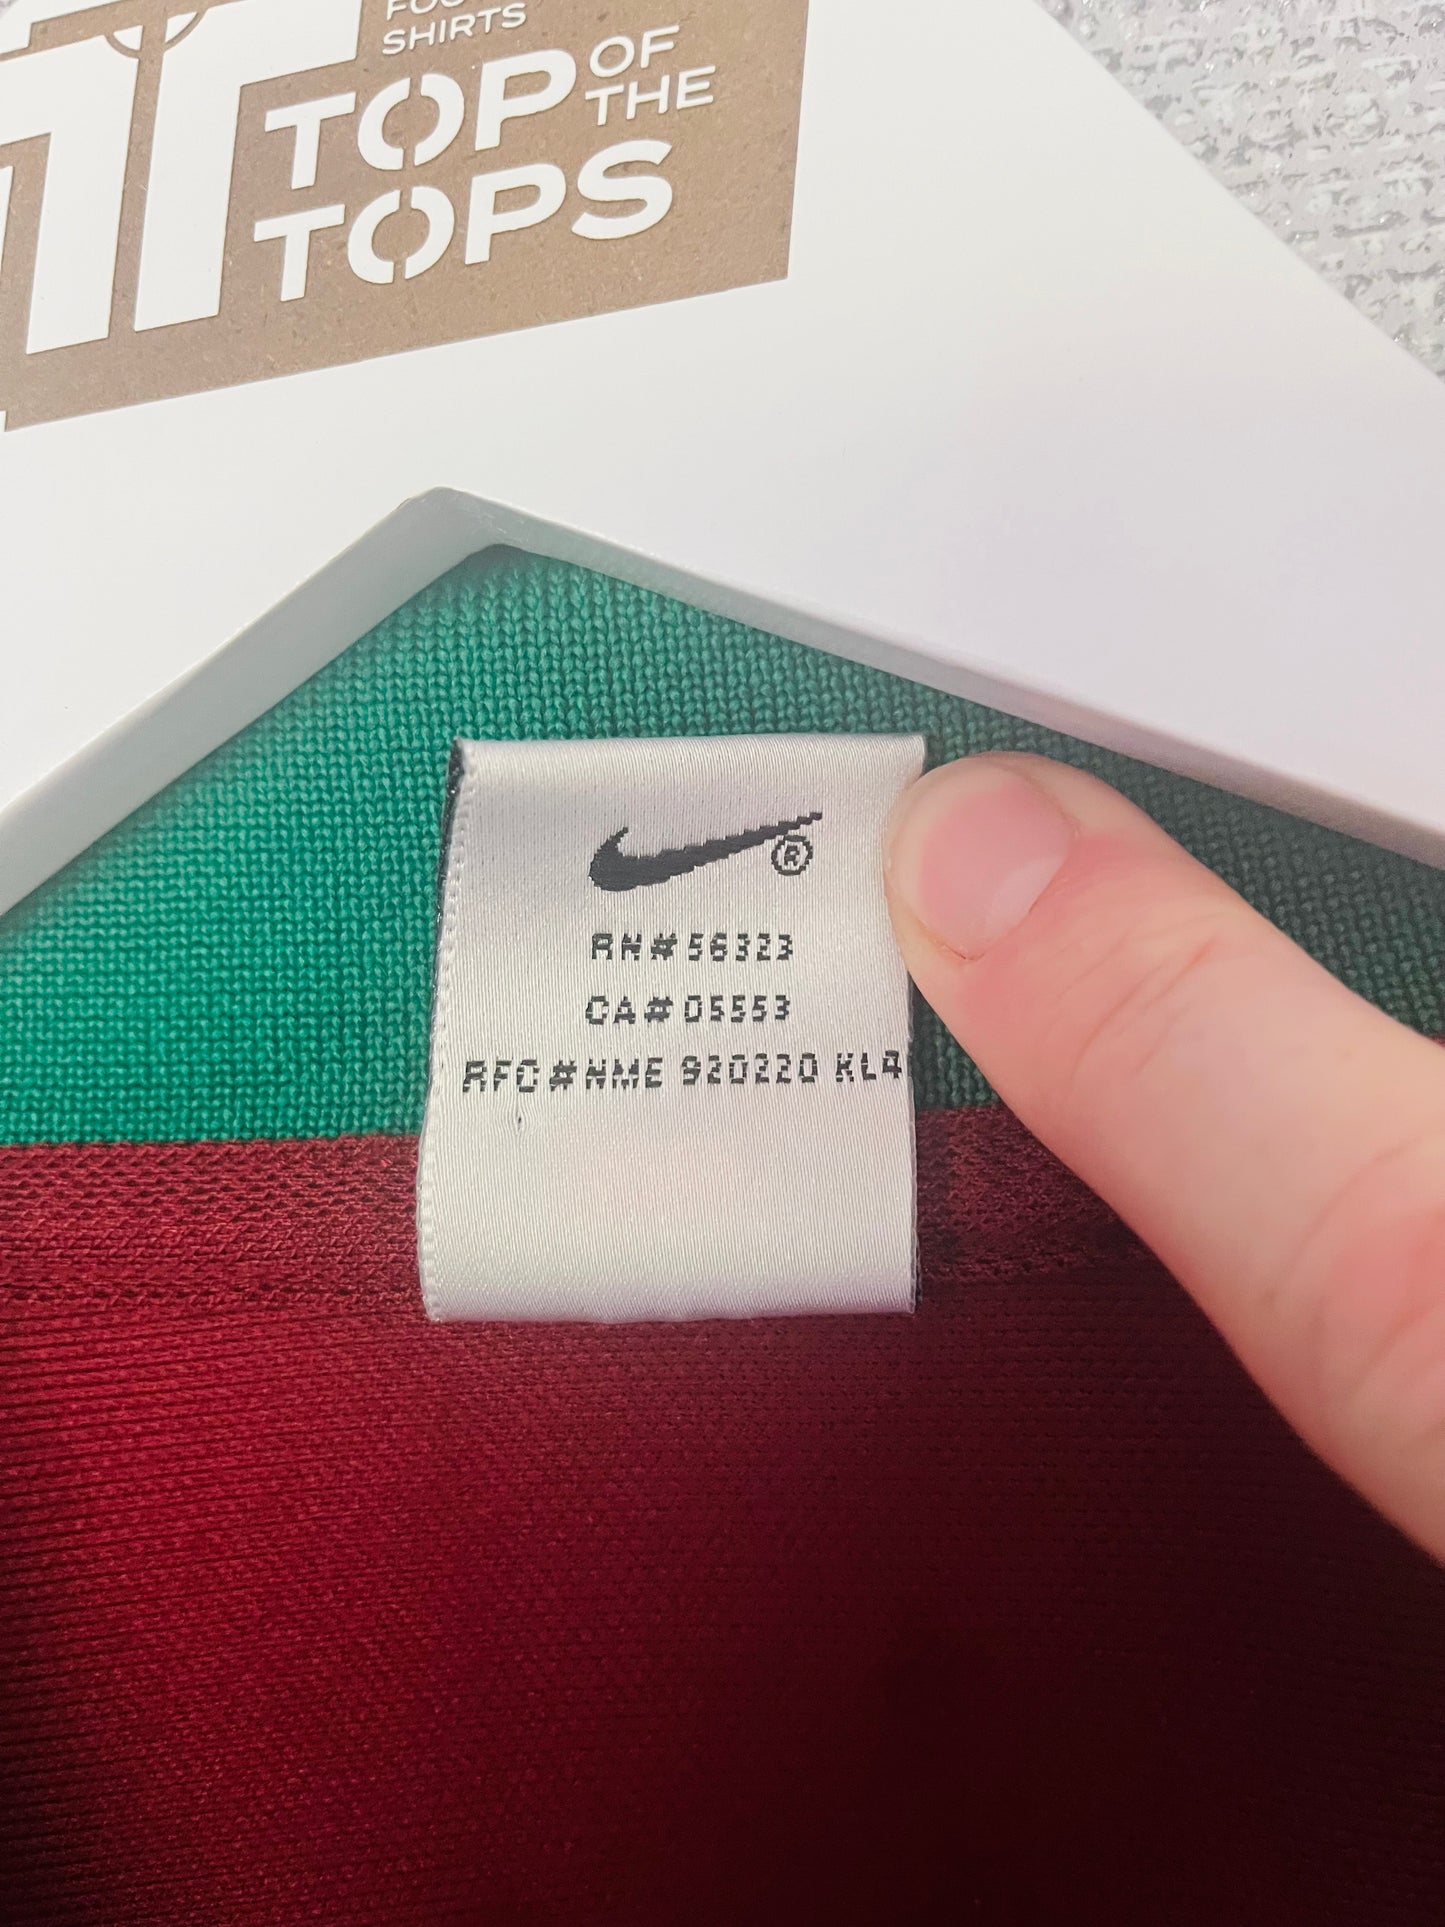 SHIRTS
TOP OF THE
TOPS
®
RN#56323
CA#05553
RFC#NME 920220 KL4